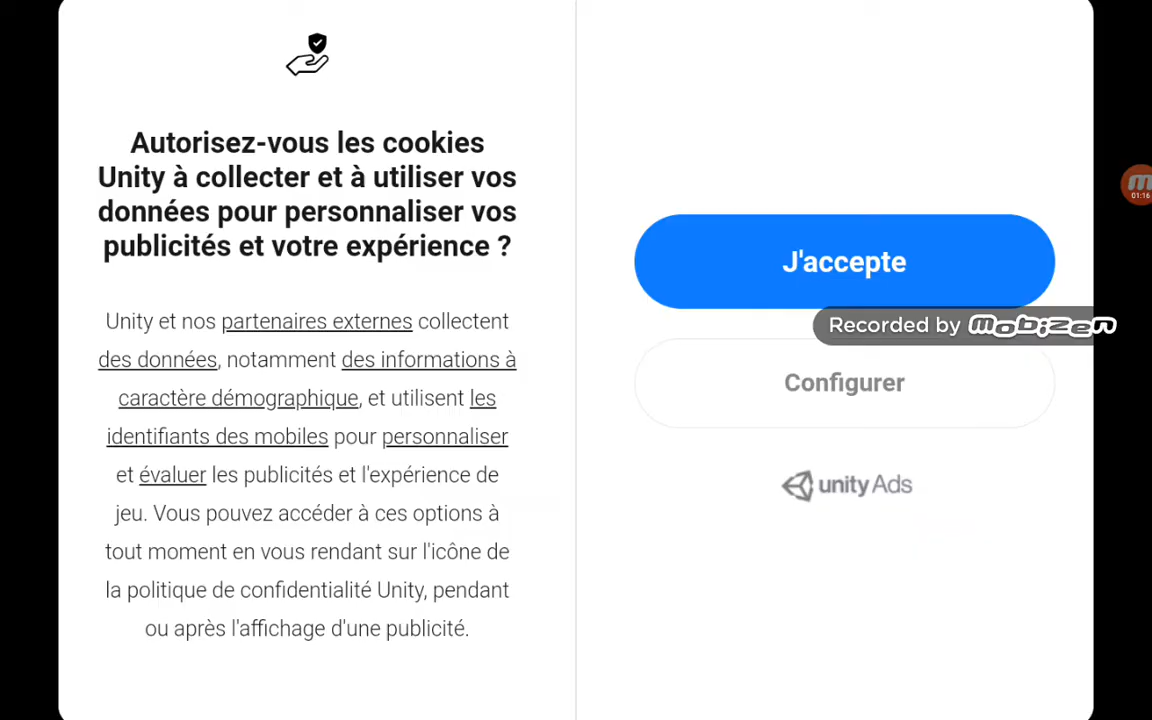 Autorisez-vous les cookies
Unity à collecter et à utiliser vos
données pour personnaliser vos
publicités et votre expérience ?
Unity et nos partenaires externes collectent
des données, notamment des informations à
caractère démographique, et utilisent les
identifiants des mobiles pour personnaliser
et évaluer les publicités et l'expérience de
jeu. Vous pouvez accéder à ces options à
tout moment en vous rendant sur l'icône de
la politique de confidentialité Unity, pendant
ou après l'affichage d'une publicité.
J'accepte
Recorded by mobizen
Configurer
unity Ads
01:16